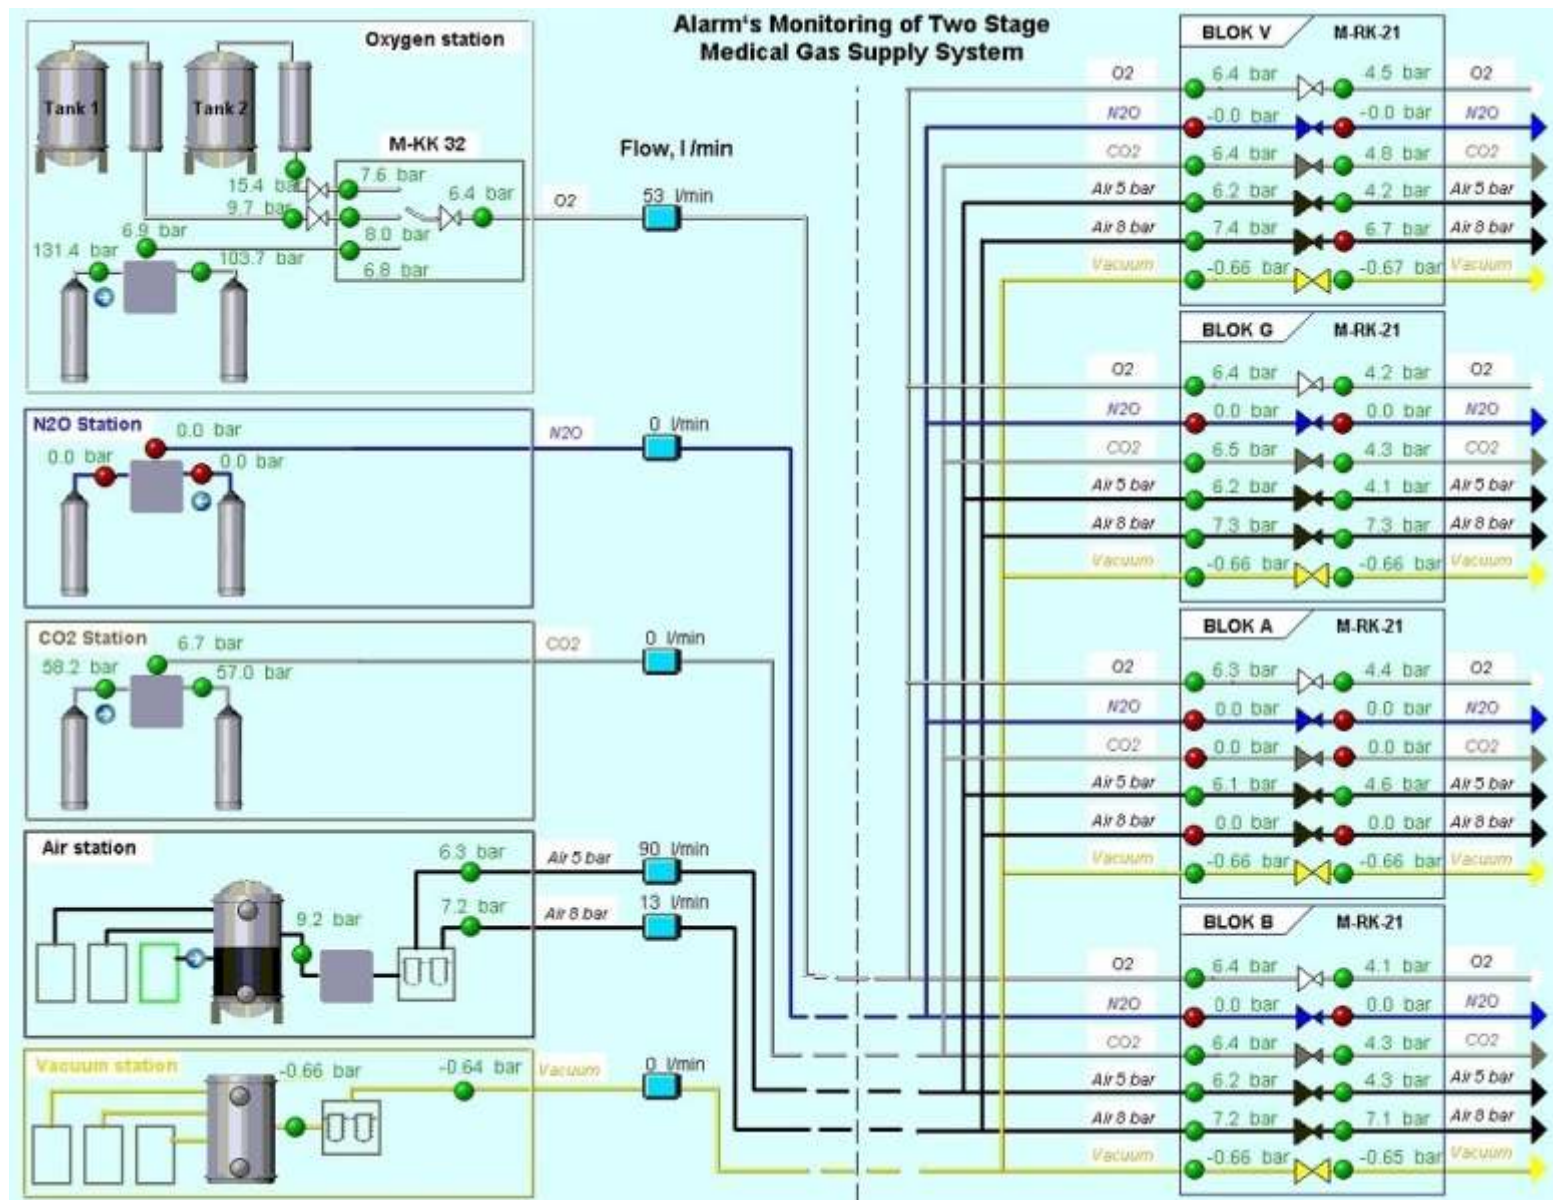 Alarm's Monitoring of Two Stage
Medical Gas Supply System
Oxygen station
Tank 1
Tank 2
M-KK 32
15.4 bar
7.6 bar
6.4 bar
9.7 bar
8.0 bar
6.9 bar
131.4 bar
103.7 bar
6.8 bar
O2
Flow, l /min
53 l/min
N2O Station
0.0 bar
0.0 bar
0.0 bar
N2O
0 l/min
CO2 Station
6.7 bar
58.2 bar
57.0 bar
CO2
0 l/min
Air station
9.2 bar
6.3 bar
Air 5 bar
90 l/min
7.2 bar
Air 8 bar
13 l/min
Vacuum station
-0.66 bar
-0.64 bar
Vacuum
0 l/min
BLOK V M-RK-21
O2 6.4 bar 4.5 bar O2
N2O -0.0 bar -0.0 bar N2O
CO2 6.4 bar 4.8 bar CO2
Air 5 bar 6.2 bar 4.2 bar Air 5 bar
Air 8 bar 7.4 bar 6.7 bar Air 8 bar
Vacuum -0.66 bar -0.67 bar Vacuum
BLOK G M-RK-21
O2 6.4 bar 4.2 bar O2
N2O 0.0 bar 0.0 bar N2O
CO2 6.5 bar 4.3 bar CO2
Air 5 bar 6.2 bar 4.1 bar Air 5 bar
Air 8 bar 7.3 bar 7.3 bar Air 8 bar
Vacuum -0.66 bar -0.66 bar Vacuum
BLOK A M-RK-21
O2 6.3 bar 4.4 bar O2
N2O 0.0 bar 0.0 bar N2O
CO2 0.0 bar 0.0 bar CO2
Air 5 bar 6.1 bar 4.6 bar Air 5 bar
Air 8 bar 0.0 bar 0.0 bar Air 8 bar
Vacuum -0.66 bar -0.66 bar Vacuum
BLOK B M-RK-21
O2 6.4 bar 4.1 bar O2
N2O 0.0 bar 0.0 bar N2O
CO2 6.4 bar 4.3 bar CO2
Air 5 bar 6.2 bar 4.3 bar Air 5 bar
Air 8 bar 7.2 bar 7.1 bar Air 8 bar
Vacuum -0.66 bar -0.65 bar Vacuum